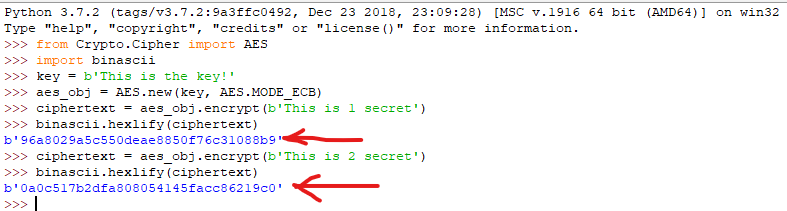 Python 3.7.2 (tags/v3.7.2:9a3ffc0492, Dec 23 2018, 23:09:28) [MSC v.1916 64 bit (AMD64)] on win32
Type "help", "copyright", "credits" or "license()" for more information.
>>> from Crypto.Cipher import AES
>>> import binascii
>>> key = b'This is the key!'
>>> aes_obj = AES.new(key, AES.MODE_ECB)
>>> ciphertext = aes_obj.encrypt(b'This is 1 secret')
>>> binascii.hexlify(ciphertext)
b'96a8029a5c550deae8850f76c31088b9'
>>> ciphertext = aes_obj.encrypt(b'This is 2 secret')
>>> binascii.hexlify(ciphertext)
b'0a0c517b2dfa808054145facc86219c0'
>>>